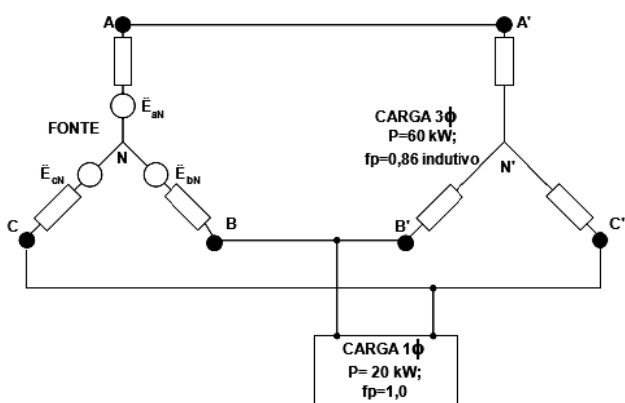 A
A'
Ë_aN
FONTE
CARGA 3ϕ
P=60 kW;
fp=0,86 indutivo
N
N'
Ë_cN
Ë_bN
C
B
B'
C'
CARGA 1ϕ
P= 20 kW;
fp=1,0